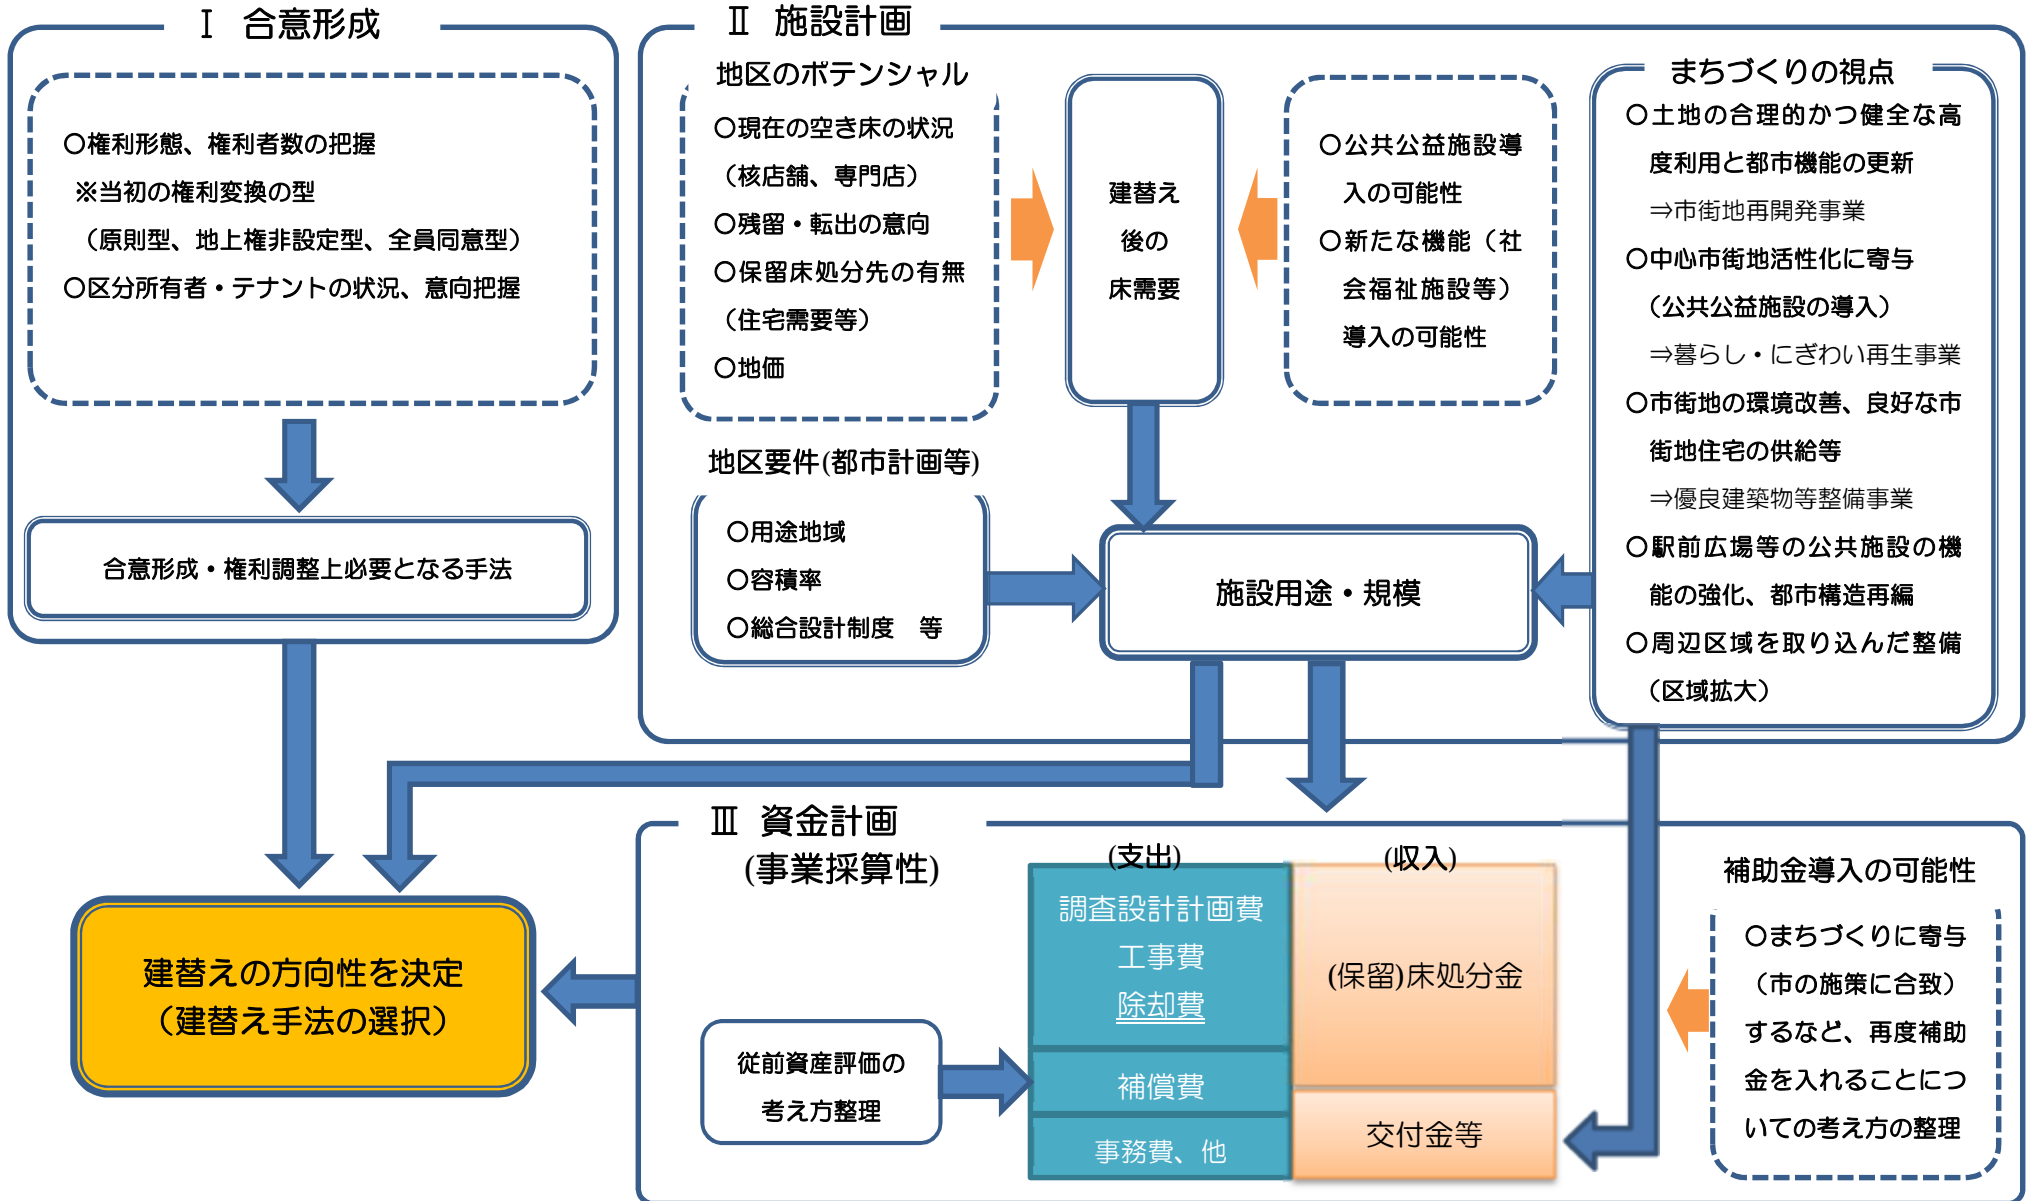 Ⅰ 合意形成
〇権利形態、権利者数の把握
※当初の権利変換の型
（原則型、地上権非設定型、全員同意型）
〇区分所有者・テナントの状況、意向把握
合意形成・権利調整上必要となる手法
Ⅱ 施設計画
地区のポテンシャル
〇現在の空き床の状況
（核店舗、専門店）
〇残留・転出の意向
〇保留床処分先の有無
（住宅需要等）
〇地価
建替え
後の
床需要
〇公共公益施設導
入の可能性
〇新たな機能（社
会福祉施設等）
導入の可能性
まちづくりの視点
〇土地の合理的かつ健全な高
度利用と都市機能の更新
⇒市街地再開発事業
〇中心市街地活性化に寄与
（公共公益施設の導入）
⇒暮らし・にぎわい再生事業
〇市街地の環境改善、良好な市
街地住宅の供給等
⇒優良建築物等整備事業
〇駅前広場等の公共施設の機
能の強化、都市構造再編
〇周辺区域を取り込んだ整備
（区域拡大）
地区要件(都市計画等)
〇用途地域
〇容積率
〇総合設計制度　等
施設用途・規模
建替えの方向性を決定
（建替え手法の選択）
Ⅲ 資金計画
(事業採算性)
従前資産評価の
考え方整理
(支出)
調査設計計画費
工事費
除却費
補償費
事務費、他
(収入)
(保留)床処分金
交付金等
補助金導入の可能性
〇まちづくりに寄与
（市の施策に合致）
するなど、再度補助
金を入れることにつ
いての考え方の整理